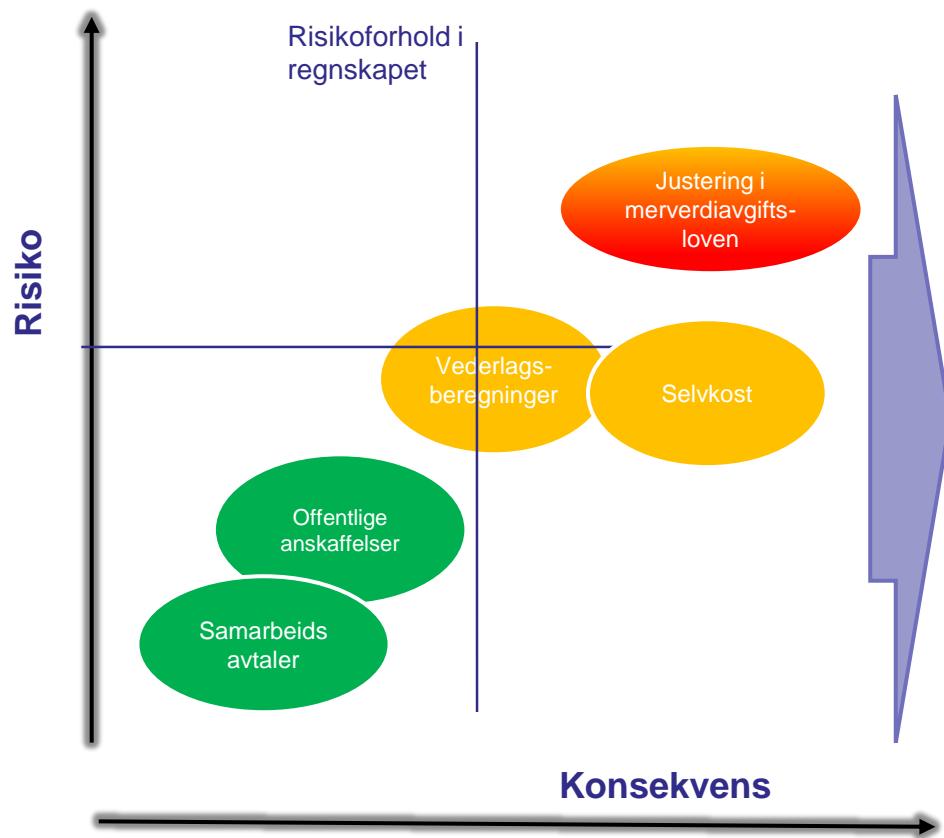 Risikoforhold i
regnskapet
Justering i
merverdiavgifts-
loven
Risiko
Vederlags-
beregninger
Selvkost
Offentlige
anskaffelser
Samarbeids
avtaler
Konsekvens